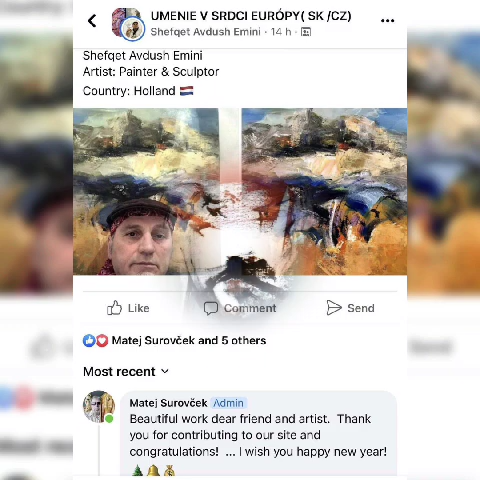 UMENIE V SRDCI EURÓPY( SK /CZ)
Shefqet Avdush Emini · 14 h ·
Shefqet Avdush Emini
Artist: Painter & Sculptor
Country: Holland 🇳🇱
Like Comment Send
Matej Surovček and 5 others
Most recent
Matej Surovček Admin
Beautiful work dear friend and artist. Thank
you for contributing to our site and
congratulations! ... I wish you happy new year!
🎄🔔💰